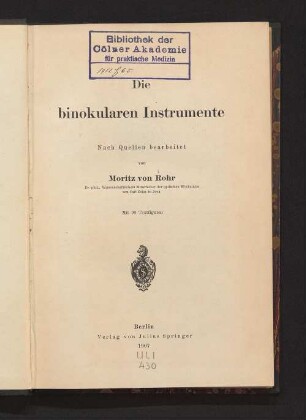 Bibliothek der
Cölner Akademie
für praktische Medizin
Die
binokularen Instrumente
Nach Quellen bearbeitet
von
Moritz von Rohr
Berlin
Verlag von Julius Springer
1907
ULI
430